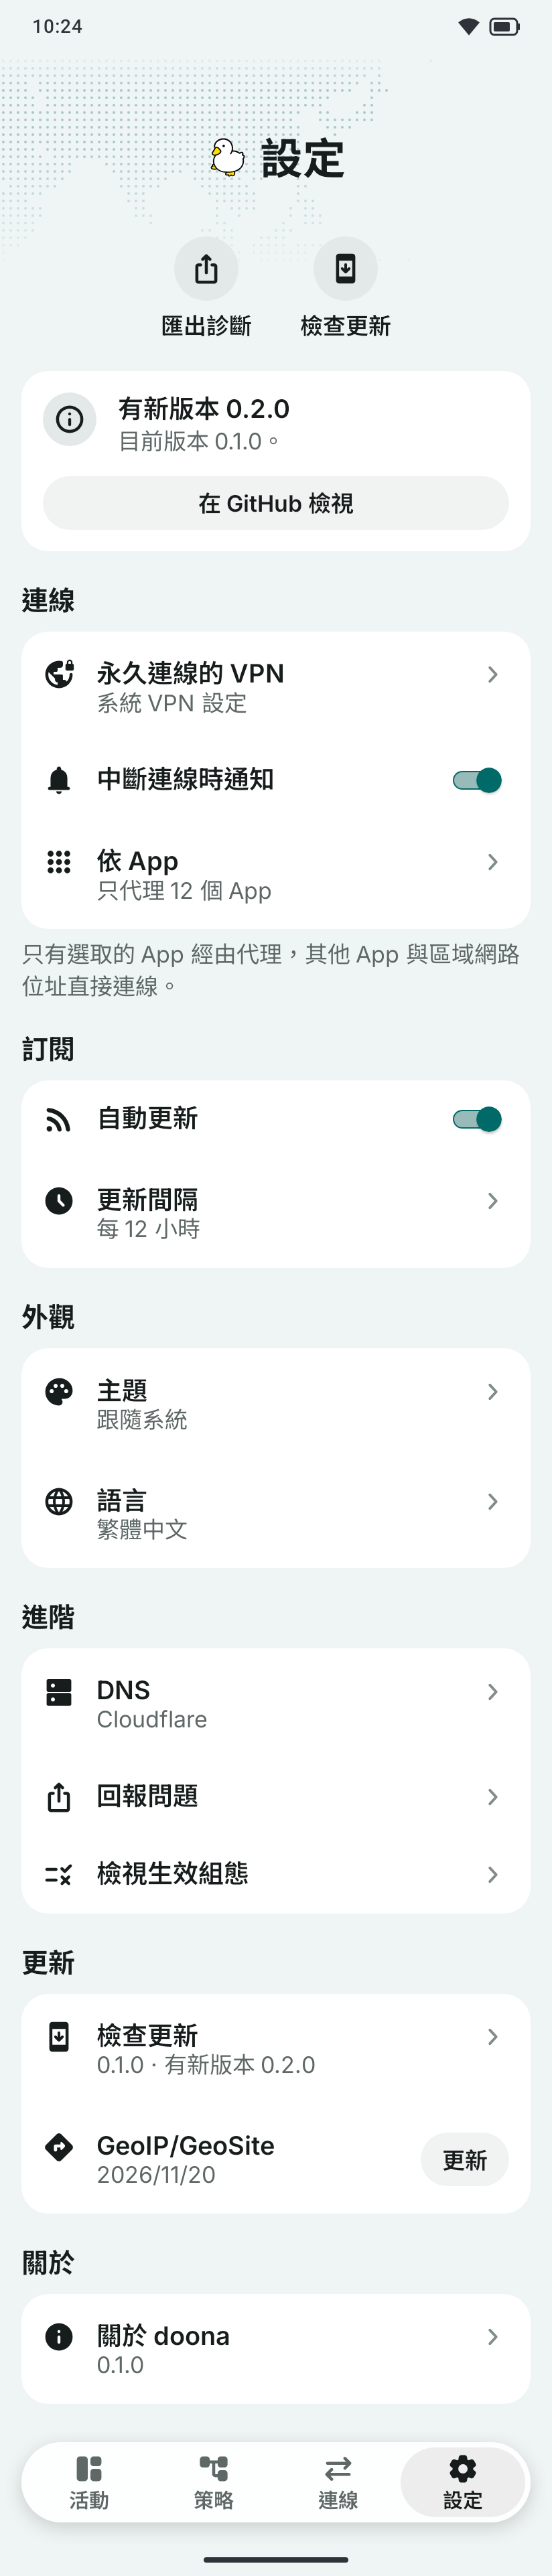 10:24
設定
匯出診斷
檢查更新
有新版本 0.2.0
目前版本 0.1.0。
在 GitHub 檢視
連線
永久連線的 VPN
系統 VPN 設定
中斷連線時通知
依 App
只代理 12 個 App
只有選取的 App 經由代理，其他 App 與區域網路
位址直接連線。
訂閱
自動更新
更新間隔
每 12 小時
外觀
主題
跟隨系統
語言
繁體中文
進階
DNS
Cloudflare
回報問題
檢視生效組態
更新
檢查更新
0.1.0 · 有新版本 0.2.0
GeoIP/GeoSite
2026/11/20
更新
關於
關於 doona
0.1.0
活動
策略
連線
設定